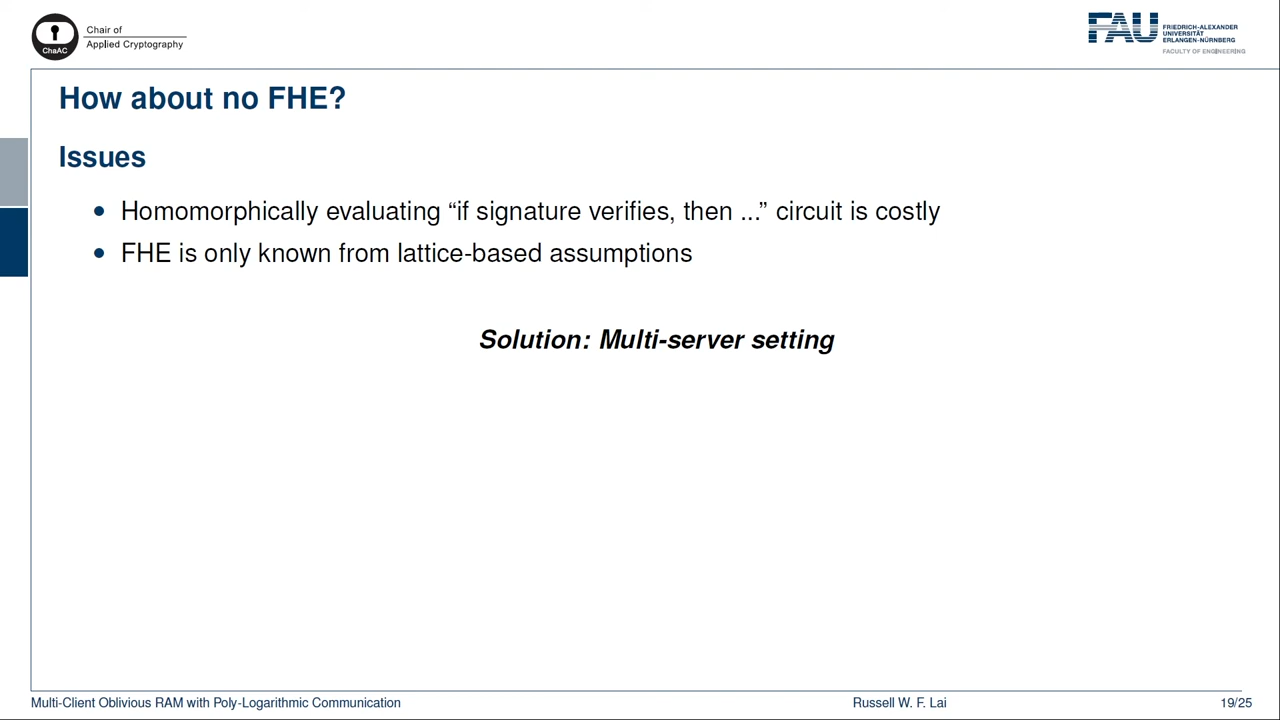 ChaAC
Chair of
Applied Cryptography
FAU
FRIEDRICH-ALEXANDER
UNIVERSITÄT
ERLANGEN-NÜRNBERG
FACULTY OF ENGINEERING
How about no FHE?
Issues
• Homomorphically evaluating “if signature verifies, then ...” circuit is costly
• FHE is only known from lattice-based assumptions
Solution: Multi-server setting
Multi-Client Oblivious RAM with Poly-Logarithmic Communication
Russell W. F. Lai
19/25